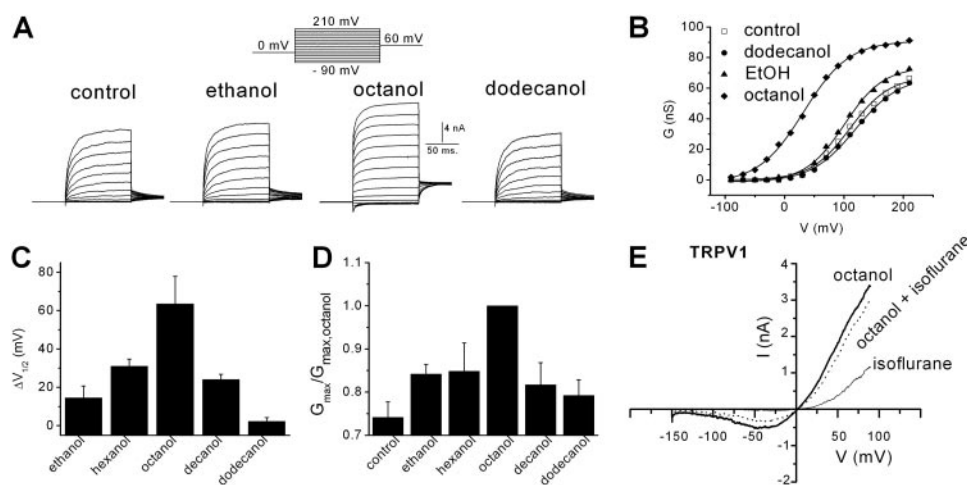 A
210 mV
0 mV
60 mV
- 90 mV
control
ethanol
octanol
dodecanol
4 nA
50 ms.
B
control
dodecanol
EtOH
octanol
G (nS)
100
80
60
40
20
0
-100
0
100
200
V (mV)
C
ΔV1/2 (mV)
80
60
40
20
0
ethanol
hexanol
octanol
decanol
dodecanol
D
Gmax/Gmax,octanol
1.1
1.0
0.9
0.8
0.7
control
ethanol
hexanol
octanol
decanol
dodecanol
E
TRPV1
I (nA)
4
3
2
1
-1
-2
-150
-100
-50
50
100
V (mV)
octanol
octanol + isoflurane
isoflurane